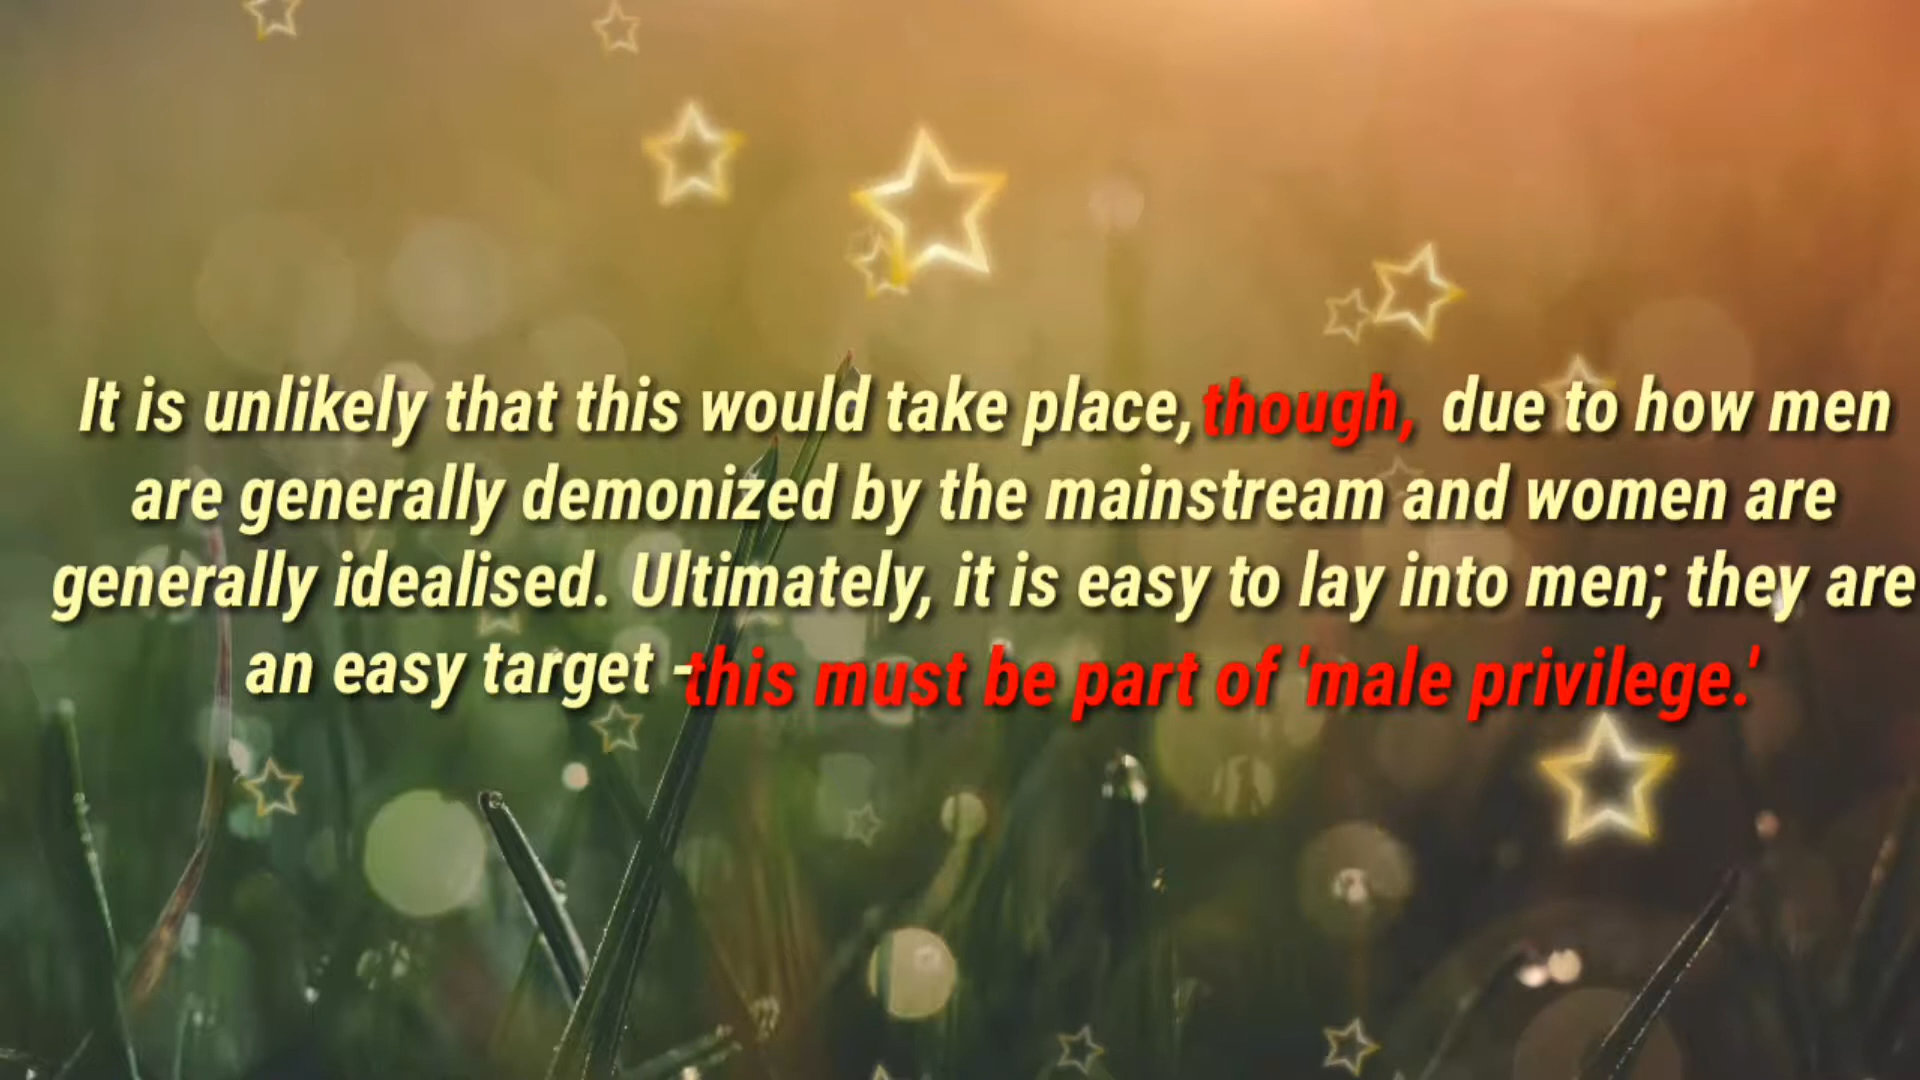 It is unlikely that this would take place, though, due to how men
are generally demonized by the mainstream and women are
generally idealised. Ultimately, it is easy to lay into men; they are
an easy target - this must be part of 'male privilege.'